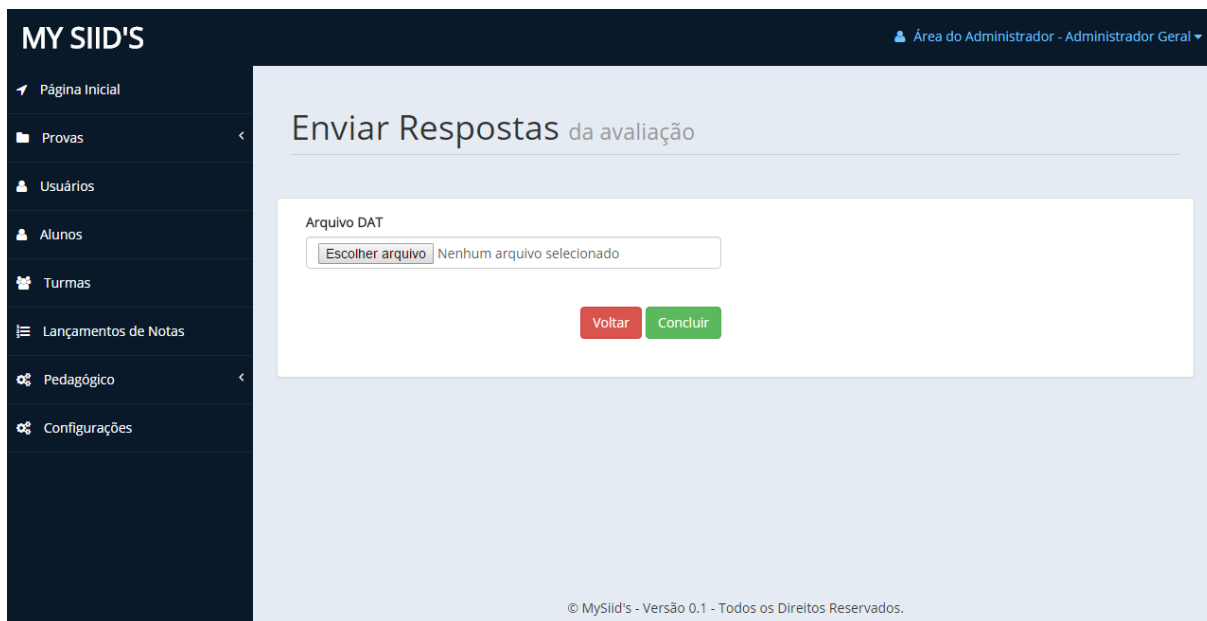 MY SIID'S
Área do Administrador - Administrador Geral
Página Inicial
Provas
Usuários
Alunos
Turmas
Lançamentos de Notas
Pedagógico
Configurações
Enviar Respostas da avaliação
Arquivo DAT
Escolher arquivo Nenhum arquivo selecionado
Voltar Concluir
© MySiid's - Versão 0.1 - Todos os Direitos Reservados.